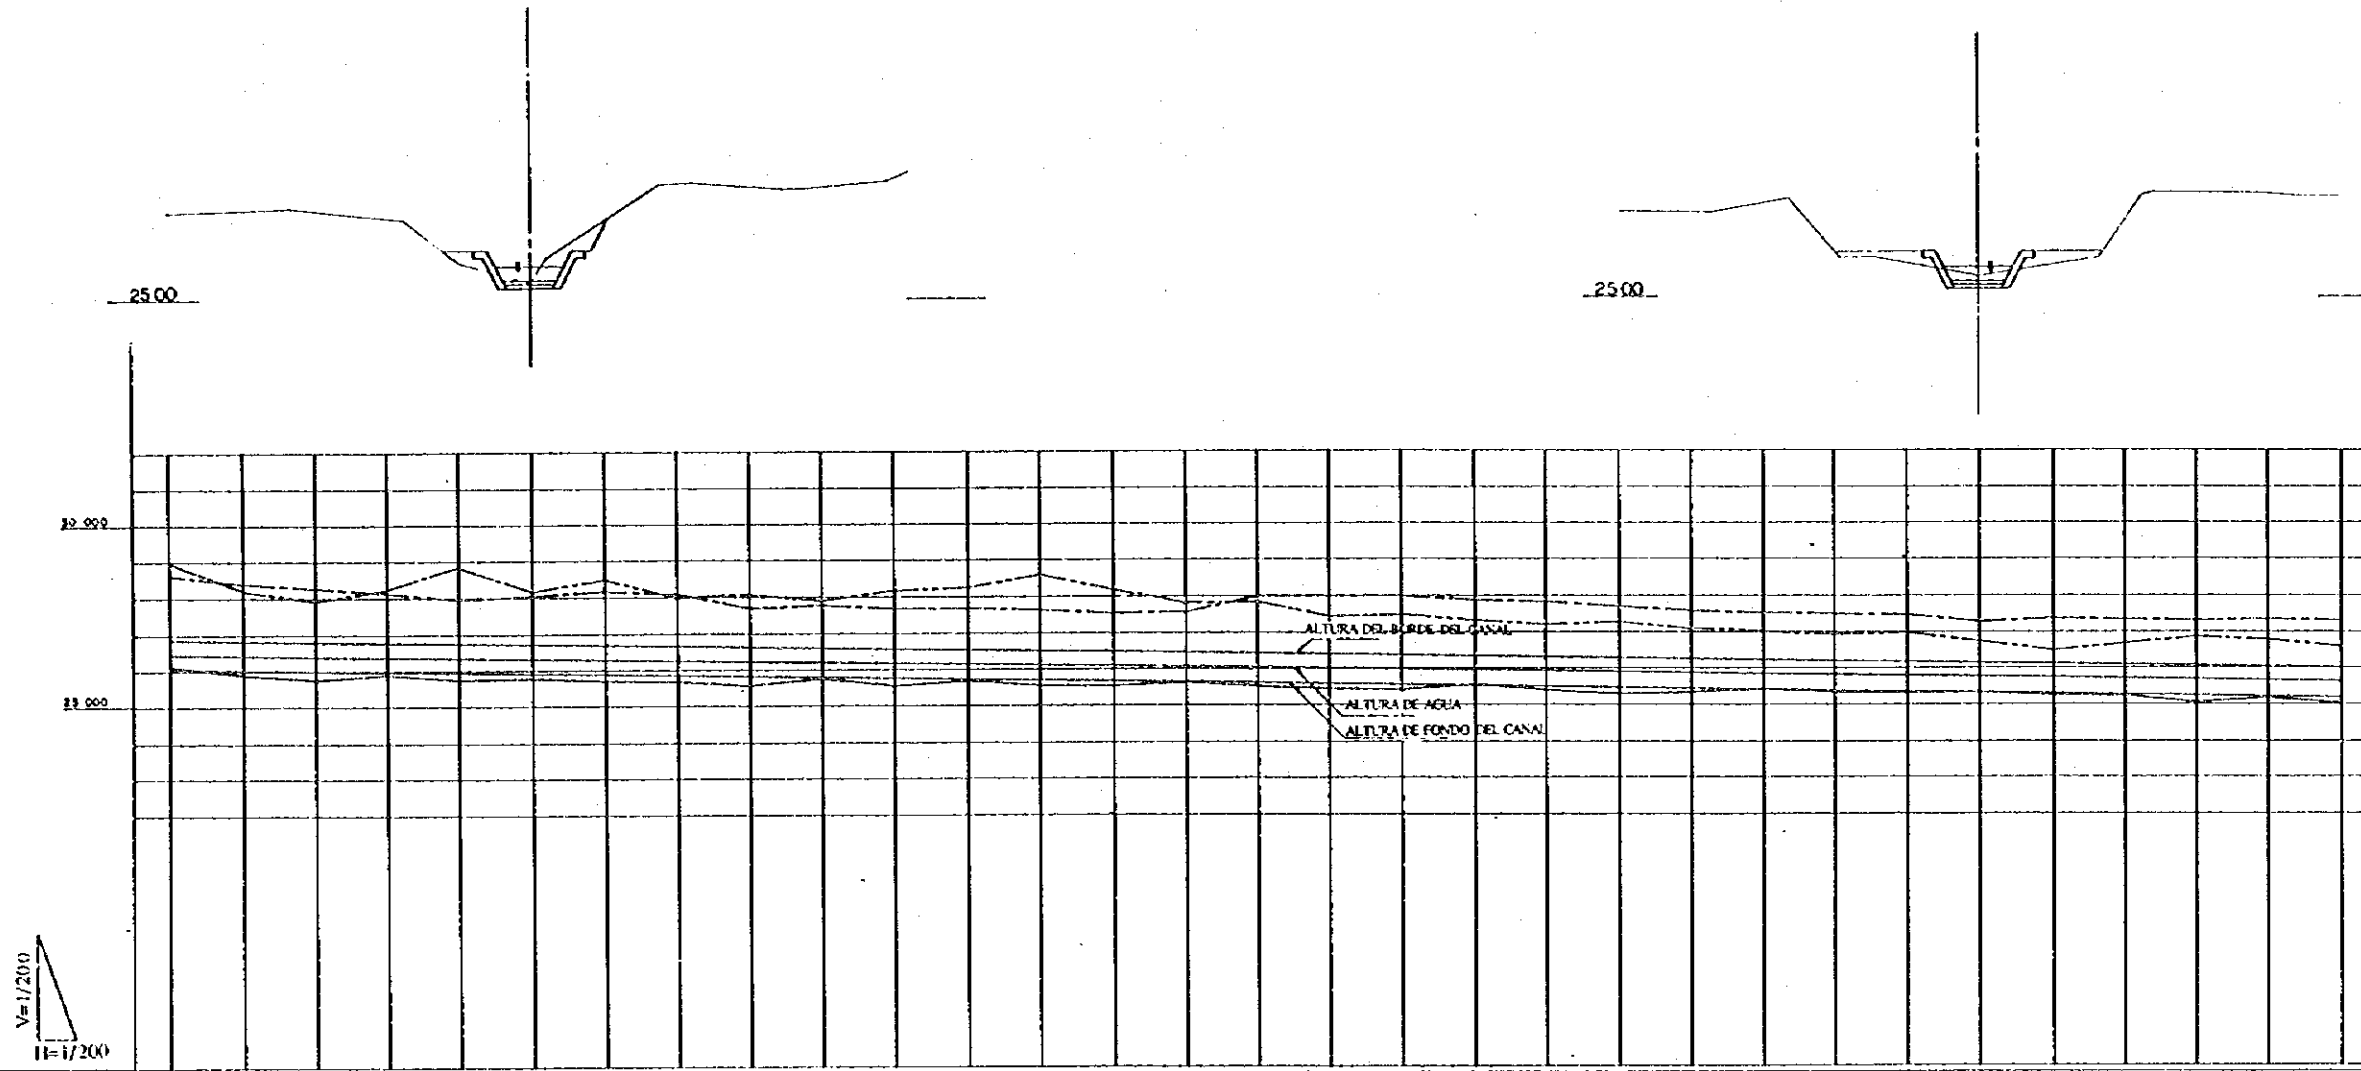 25 00
25 00
30 000
ALTURA DEL BORDE DEL CANAL
25 000
ALTURA DE AGUA
ALTURA DE FONDO DEL CANAL
V=1/200
H=1/200